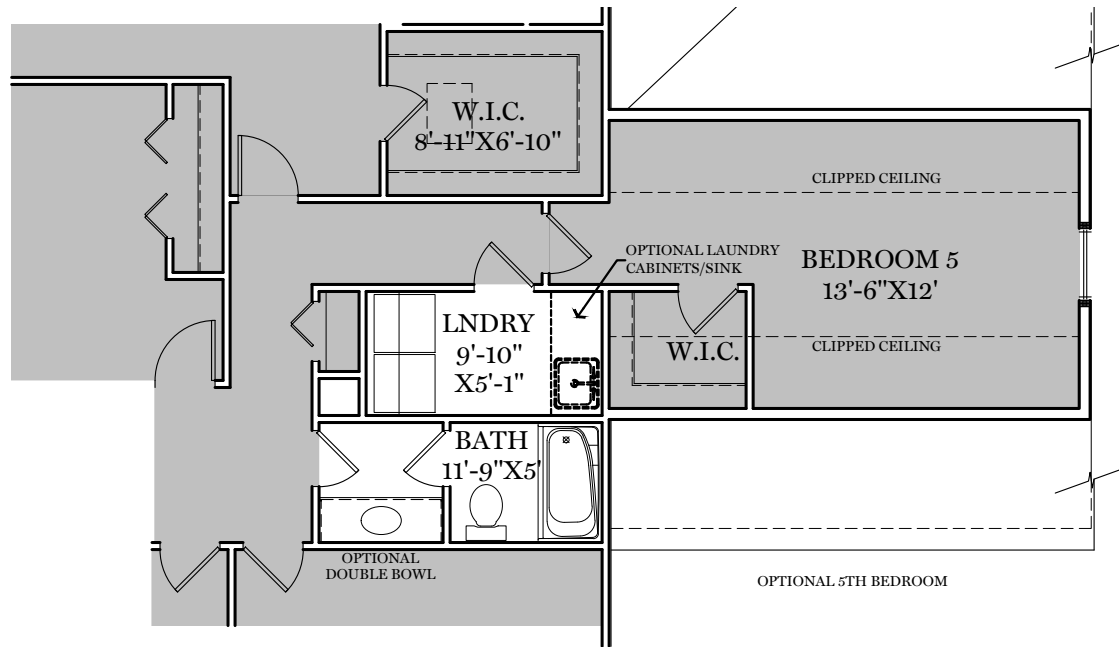 W.I.C.
8'-11"X6'-10"
CLIPPED CEILING
OPTIONAL LAUNDRY
CABINETS/SINK
BEDROOM 5
13'-6"X12'
LNDRY
9'-10"
X5'-1"
W.I.C.
CLIPPED CEILING
BATH
11'-9"X5'
OPTIONAL
DOUBLE BOWL
OPTIONAL 5TH BEDROOM